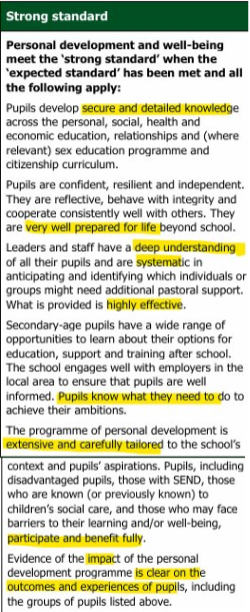 Strong standard
Personal development and well-being
meet the ‘strong standard’ when the
‘expected standard’ has been met and all
the following apply:
Pupils develop secure and detailed knowledge
across the personal, social, health and
economic education, relationships and (where
relevant) sex education programme and
citizenship curriculum.
Pupils are confident, resilient and independent.
They are reflective, behave with integrity and
cooperate consistently well with others. They
are very well prepared for life beyond school.
Leaders and staff have a deep understanding
of all their pupils and are systematic in
anticipating and identifying which individuals or
groups might need additional pastoral support.
What is provided is highly effective.
Secondary-age pupils have a wide range of
opportunities to learn about their options for
education, support and training after school.
The school engages well with employers in the
local area to ensure that pupils are well
informed. Pupils know what they need to do to
achieve their ambitions.
The programme of personal development is
extensive and carefully tailored to the school’s
context and pupils’ aspirations. Pupils, including
disadvantaged pupils, those with SEND, those
who are known (or previously known) to
children’s social care, and those who may face
barriers to their learning and/or well-being,
participate and benefit fully.
Evidence of the impact of the personal
development programme is clear on the
outcomes and experiences of pupils, including
the groups of pupils listed above.